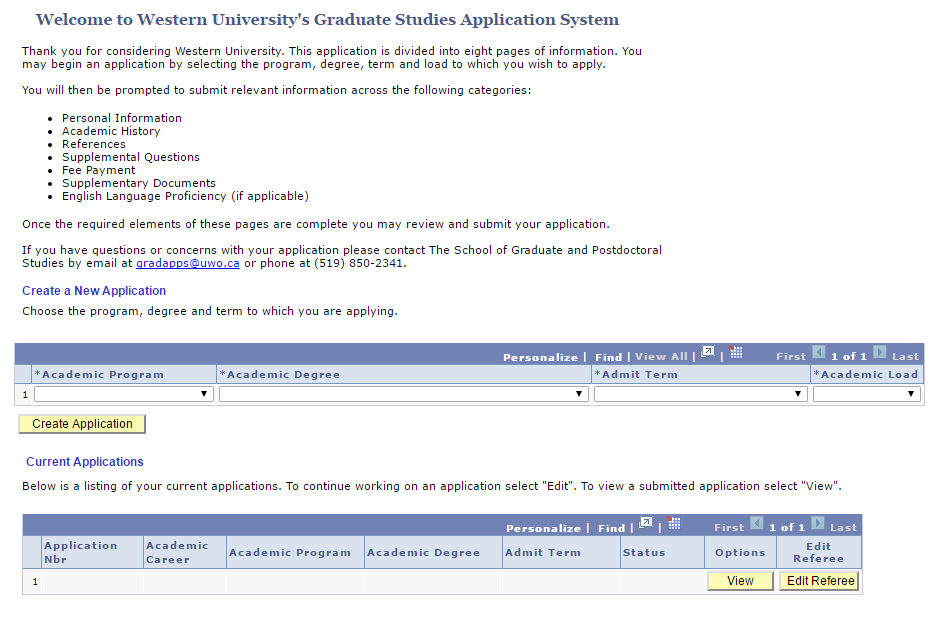 Welcome to Western University's Graduate Studies Application System
Thank you for considering Western University. This application is divided into eight pages of information. You
may begin an application by selecting the program, degree, term and load to which you wish to apply.
You will then be prompted to submit relevant information across the following categories:
• Personal Information
• Academic History
• References
• Supplemental Questions
• Fee Payment
• Supplementary Documents
• English Language Proficiency (if applicable)
Once the required elements of these pages are complete you may review and submit your application.
If you have questions or concerns with your application please contact The School of Graduate and Postdoctoral
Studies by email at gradapps@uwo.ca or phone at (519) 850-2341.
Create a New Application
Choose the program, degree and term to which you are applying.
Personalize | Find | View All | | First 1 of 1 Last
*Academic Program *Academic Degree *Admit Term *Academic Load
1
Create Application
Current Applications
Below is a listing of your current applications. To continue working on an application select "Edit". To view a submitted application select "View".
Personalize | Find | | First 1 of 1 Last
Application Nbr Academic Career Academic Program Academic Degree Admit Term Status Options Edit Referee
1 View Edit Referee